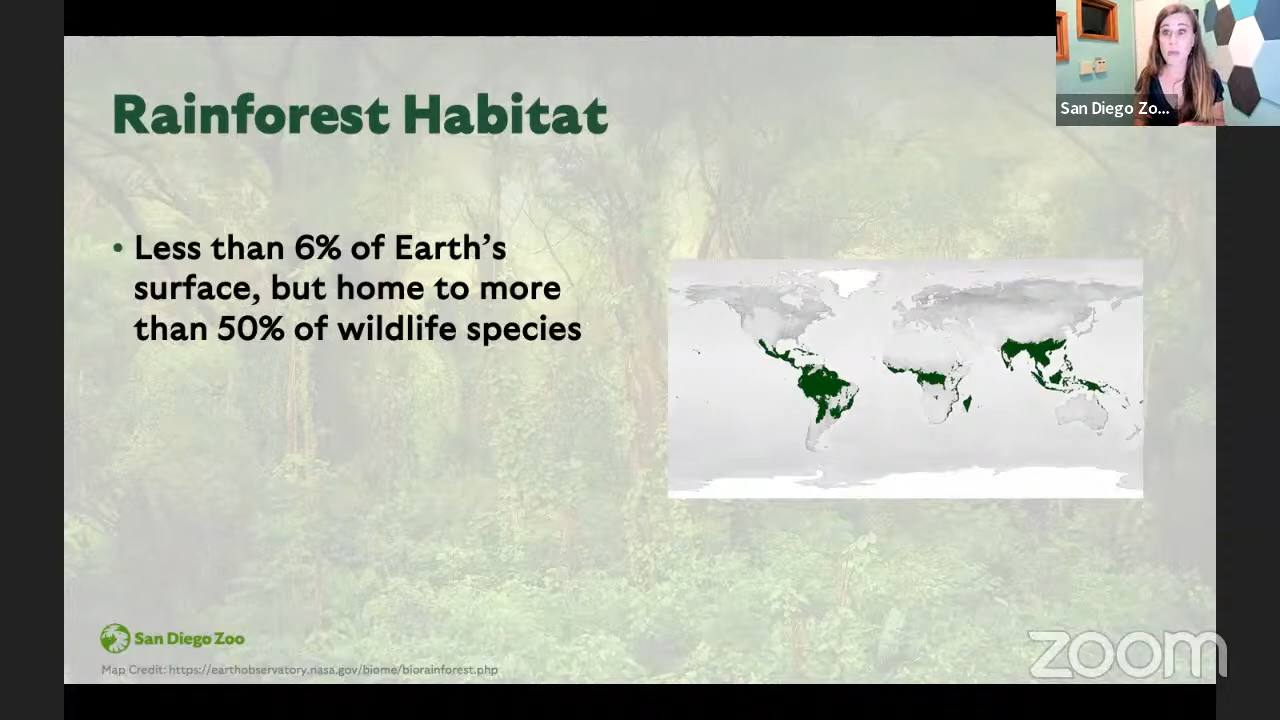 Rainforest Habitat
San Diego Zo...
• Less than 6% of Earth’s
surface, but home to more
than 50% of wildlife species
San Diego Zoo
Map Credit: https://earthobservatory.nasa.gov/biome/biorainforest.php
zoom